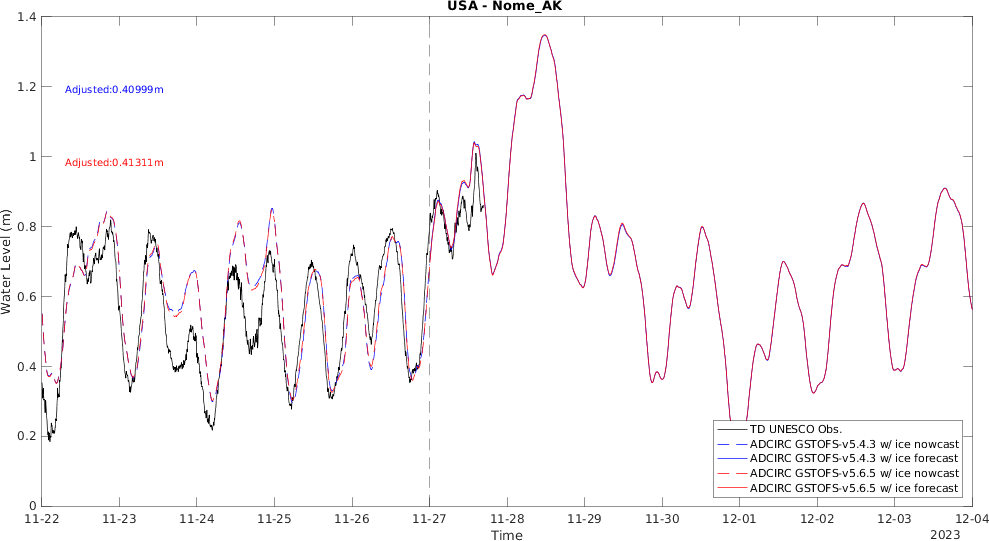 USA - Nome_AK
1.4
1.2
1
0.8
0.6
0.4
0.2
0
Water Level (m)
Adjusted:0.40999m
Adjusted:0.41311m
TD UNESCO Obs.
ADCIRC GSTOFS-v5.4.3 w/ ice nowcast
ADCIRC GSTOFS-v5.4.3 w/ ice forecast
ADCIRC GSTOFS-v5.6.5 w/ ice nowcast
ADCIRC GSTOFS-v5.6.5 w/ ice forecast
11-22 11-23 11-24 11-25 11-26 11-27 11-28 11-29 11-30 12-01 12-02 12-03 12-04
Time
2023